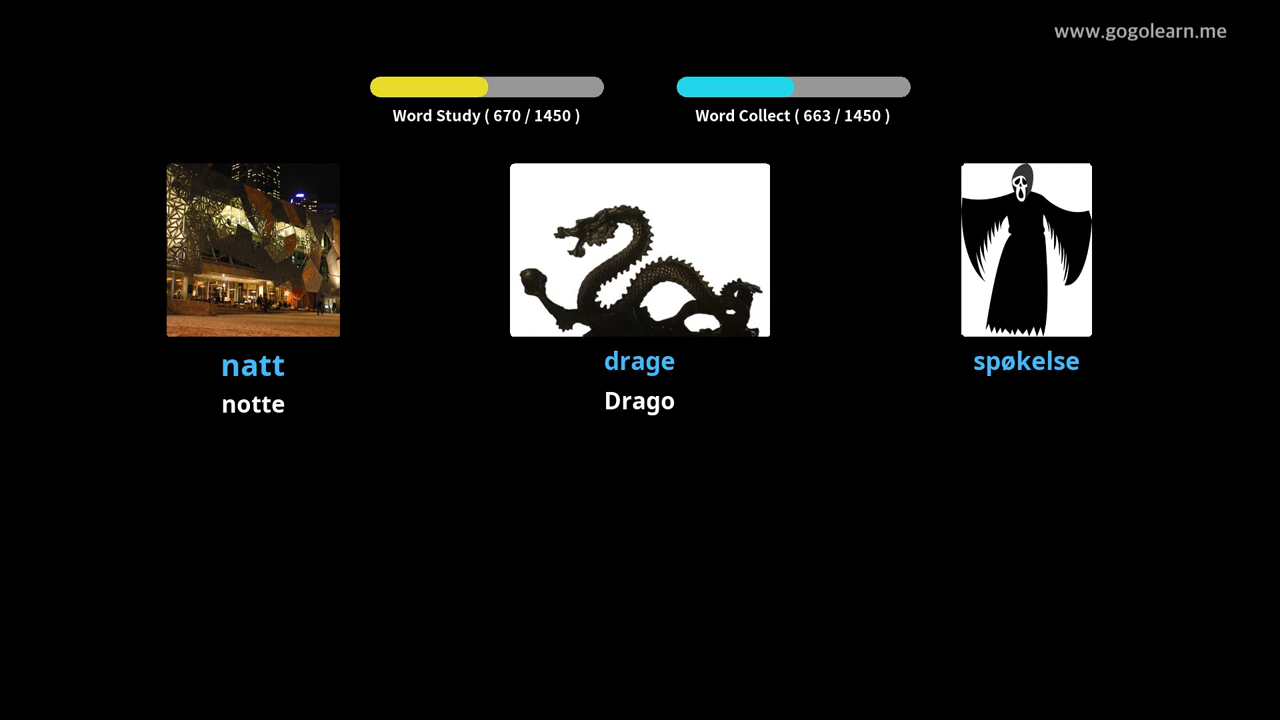 www.gogolearn.me
Word Study ( 670 / 1450 )
Word Collect ( 663 / 1450 )
natt
notte
drage
Drago
spøkelse